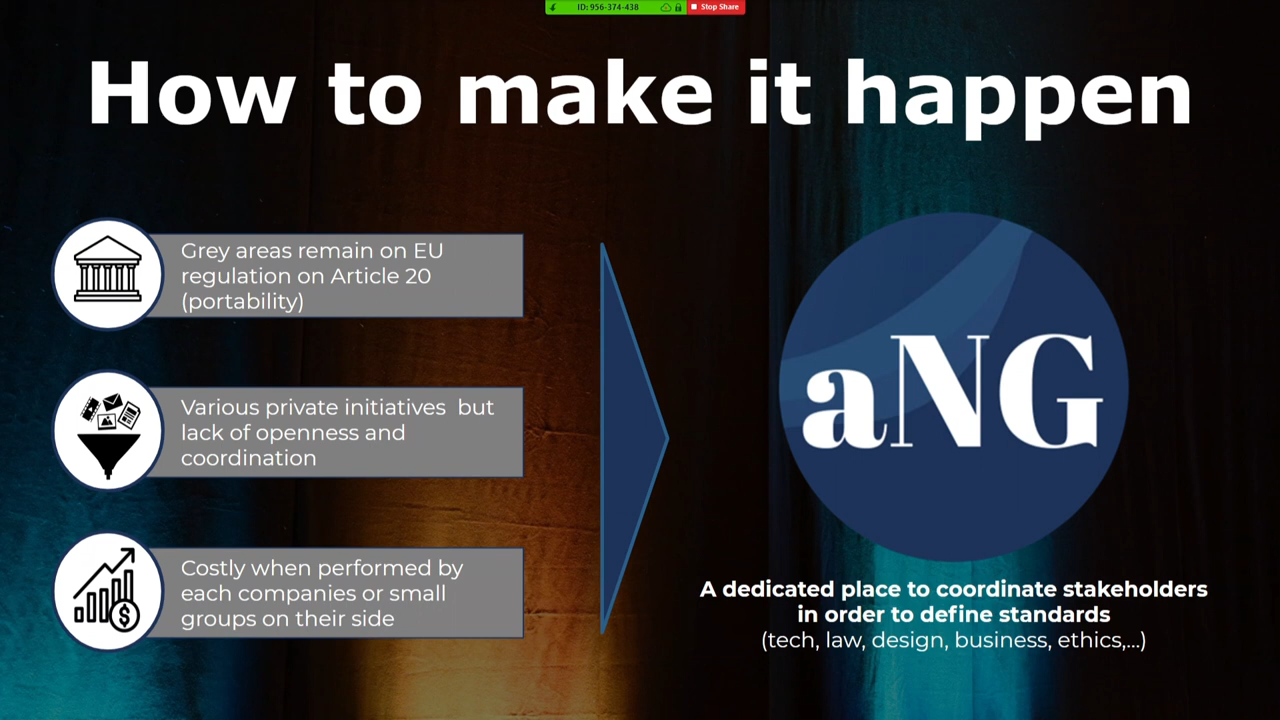 ID: 956-374-438
Stop Share
How to make it happen
Grey areas remain on EU
regulation on Article 20
(portability)
Various private initiatives  but
lack of openness and
coordination
Costly when performed by
each companies or small
groups on their side
$
aNG
A dedicated place to coordinate stakeholders
in order to define standards
(tech, law, design, business, ethics,...)